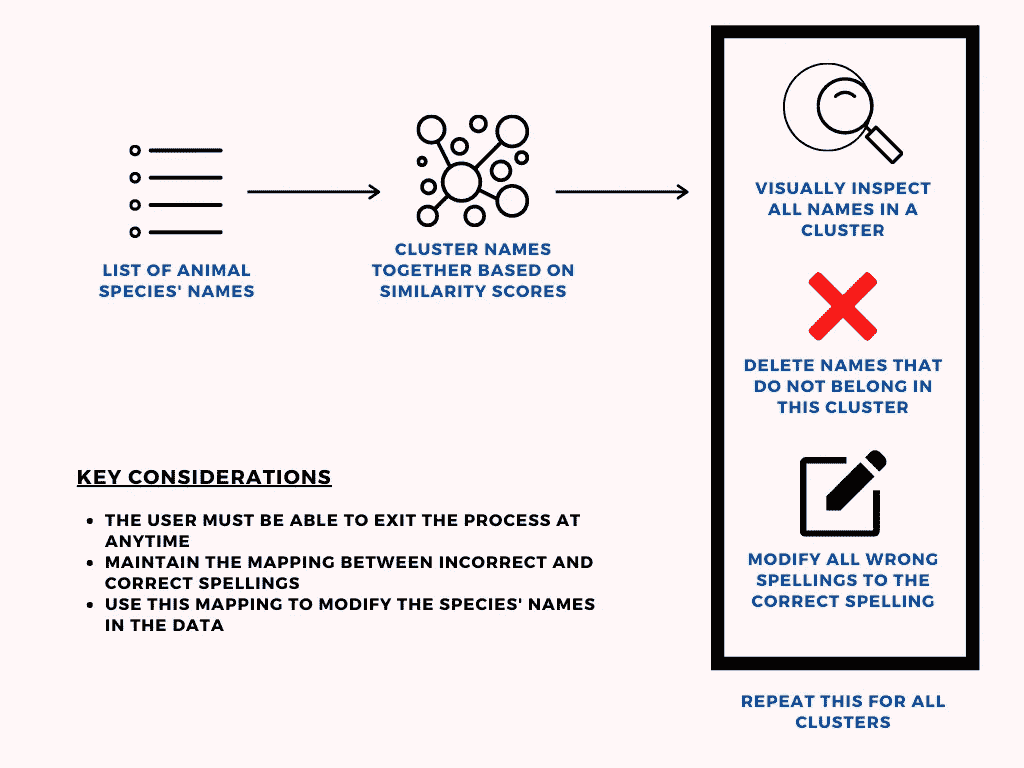 LIST OF ANIMAL
SPECIES' NAMES
CLUSTER NAMES
TOGETHER BASED ON
SIMILARITY SCORES
VISUALLY INSPECT
ALL NAMES IN A
CLUSTER
DELETE NAMES THAT
DO NOT BELONG IN
THIS CLUSTER
MODIFY ALL WRONG
SPELLINGS TO THE
CORRECT SPELLING
REPEAT THIS FOR ALL
CLUSTERS
KEY CONSIDERATIONS
• THE USER MUST BE ABLE TO EXIT THE PROCESS AT
ANYTIME
• MAINTAIN THE MAPPING BETWEEN INCORRECT AND
CORRECT SPELLINGS
• USE THIS MAPPING TO MODIFY THE SPECIES' NAMES
IN THE DATA